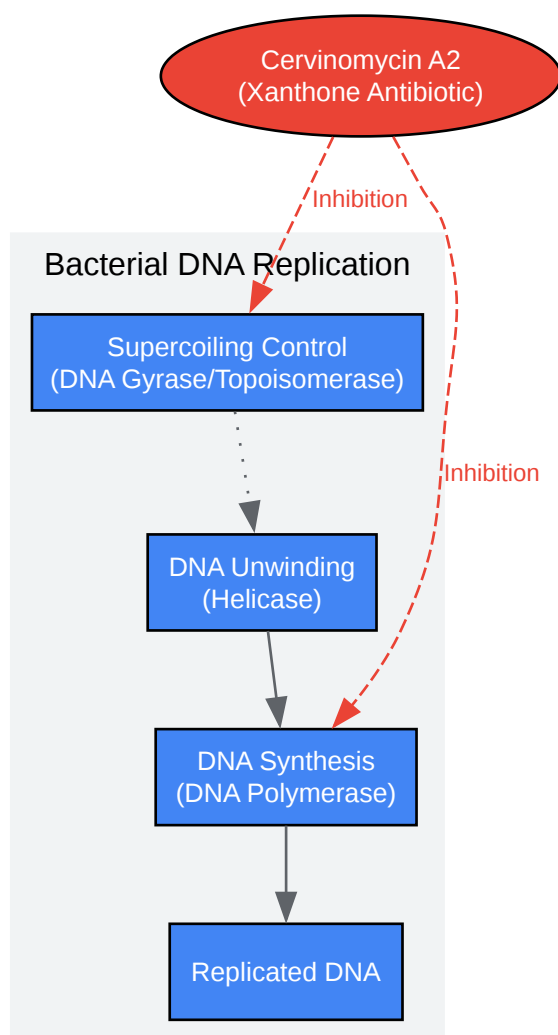 Cervinomycin A2
(Xanthone Antibiotic)
Inhibition
Bacterial DNA Replication
Supercoiling Control
(DNA Gyrase/Topoisomerase)
Inhibition
DNA Unwinding
(Helicase)
DNA Synthesis
(DNA Polymerase)
Replicated DNA